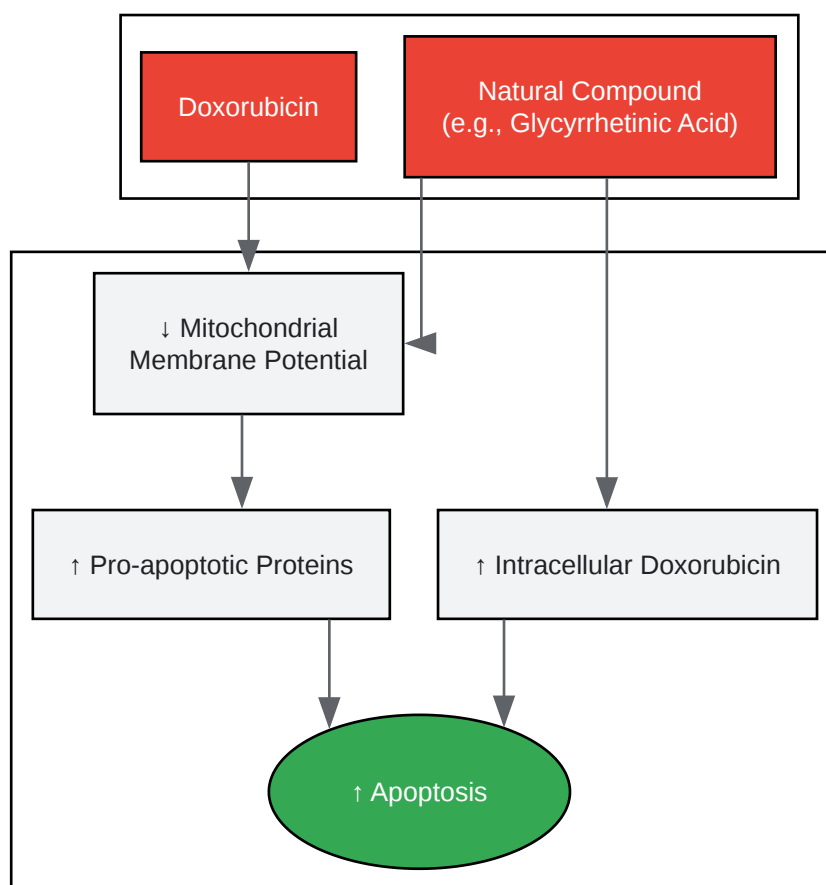 Doxorubicin
Natural Compound
(e.g., Glycyrrhetinic Acid)
↓ Mitochondrial
Membrane Potential
↑ Pro-apoptotic Proteins
↑ Intracellular Doxorubicin
↑ Apoptosis